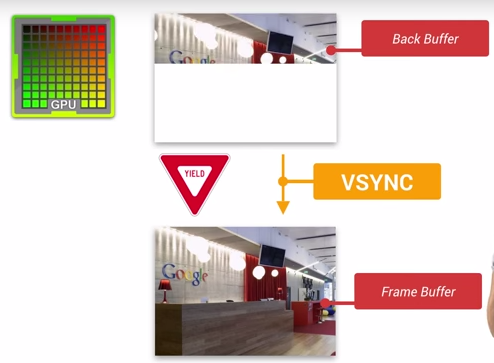 Google
Back Buffer
GPU
YIELD
VSYNC
Google
Frame Buffer